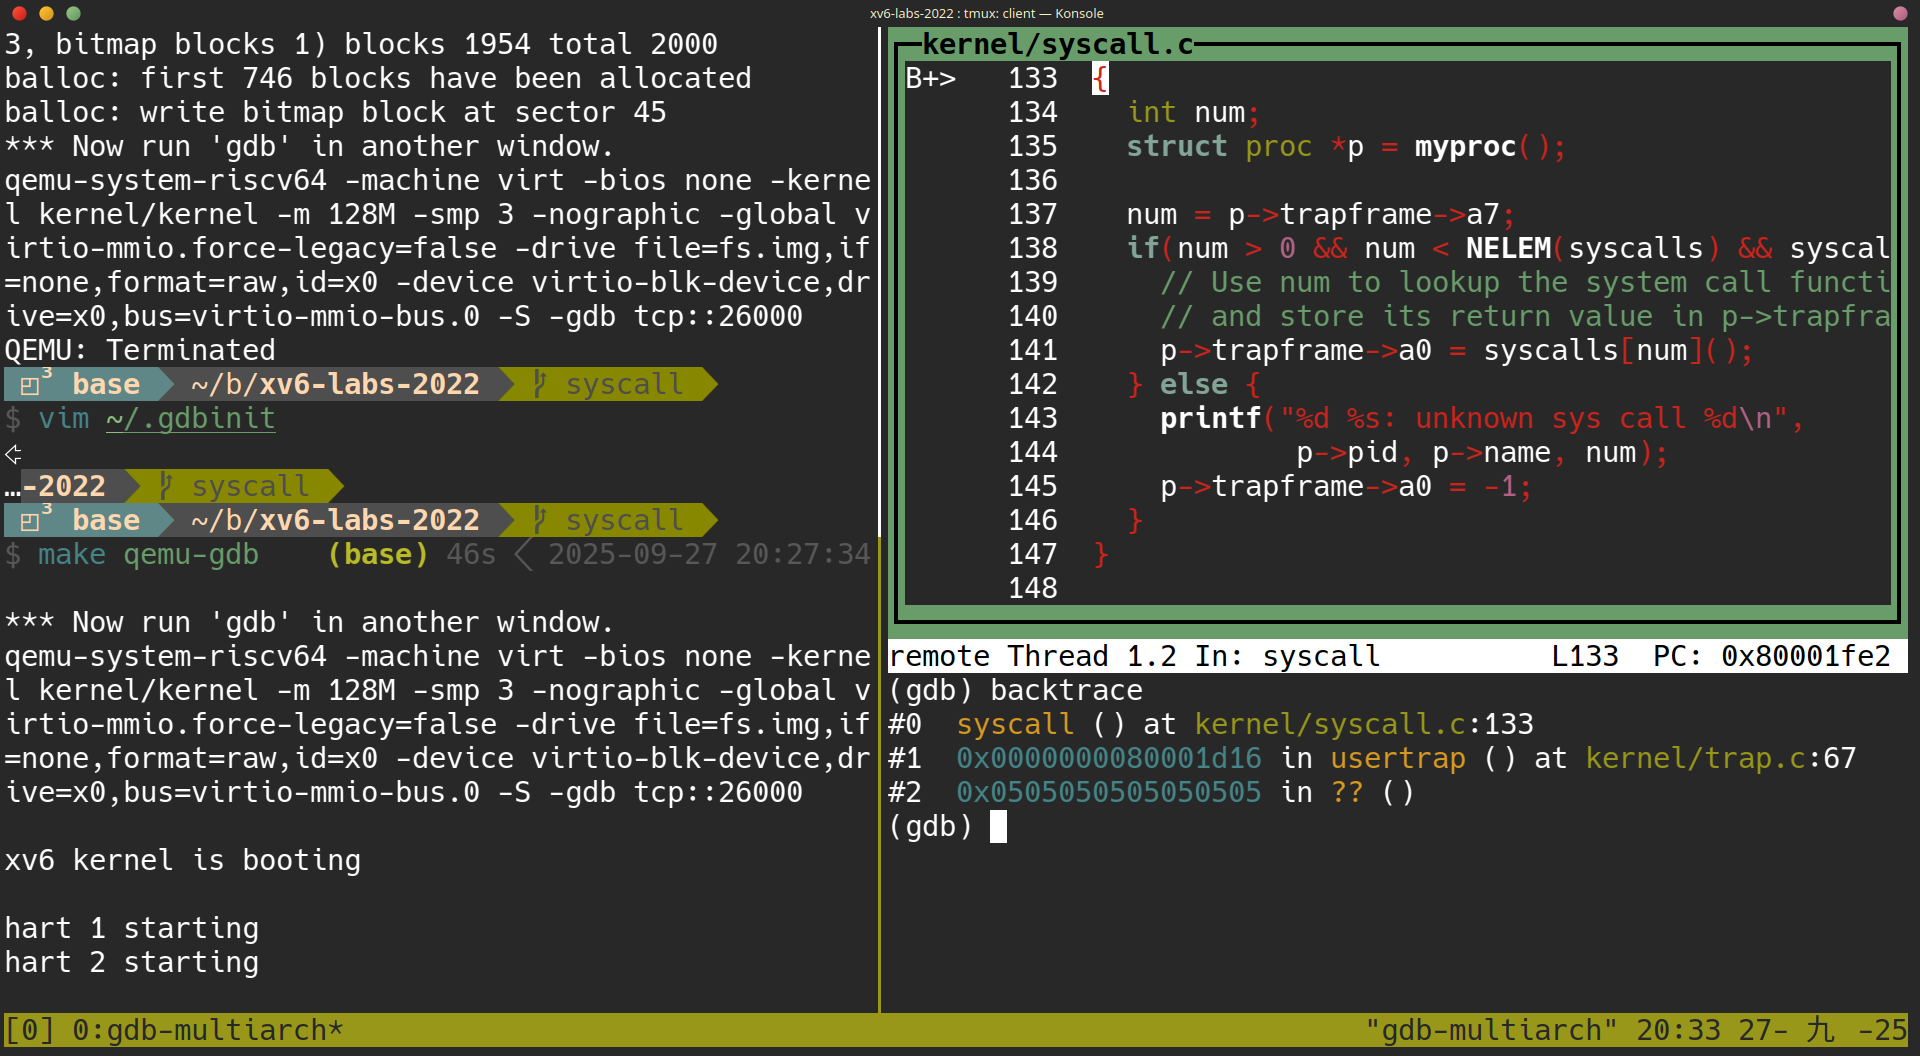 xv6-labs-2022 : tmux: client — Konsole
3, bitmap blocks 1) blocks 1954 total 2000
balloc: first 746 blocks have been allocated
balloc: write bitmap block at sector 45
*** Now run 'gdb' in another window.
qemu-system-riscv64 -machine virt -bios none -kerne
l kernel/kernel -m 128M -smp 3 -nographic -global v
irtio-mmio.force-legacy=false -drive file=fs.img,if
=none,format=raw,id=x0 -device virtio-blk-device,dr
ive=x0,bus=virtio-mmio-bus.0 -S -gdb tcp::26000
QEMU: Terminated
3 base ~/b/xv6-labs-2022 syscall
$ vim ~/.gdbinit
…-2022 syscall
3 base ~/b/xv6-labs-2022 syscall
$ make qemu-gdb (base) 46s 2025-09-27 20:27:34
*** Now run 'gdb' in another window.
qemu-system-riscv64 -machine virt -bios none -kerne
l kernel/kernel -m 128M -smp 3 -nographic -global v
irtio-mmio.force-legacy=false -drive file=fs.img,if
=none,format=raw,id=x0 -device virtio-blk-device,dr
ive=x0,bus=virtio-mmio-bus.0 -S -gdb tcp::26000
xv6 kernel is booting
hart 1 starting
hart 2 starting
kernel/syscall.c
B+> 133 {
134 int num;
135 struct proc *p = myproc();
136
137 num = p->trapframe->a7;
138 if(num > 0 && num < NELEM(syscalls) && syscal
139 // Use num to lookup the system call functi
140 // and store its return value in p->trapfra
141 p->trapframe->a0 = syscalls[num]();
142 } else {
143 printf("%d %s: unknown sys call %d\n",
144 p->pid, p->name, num);
145 p->trapframe->a0 = -1;
146 }
147 }
148
remote Thread 1.2 In: syscall L133 PC: 0x80001fe2
(gdb) backtrace
#0 syscall () at kernel/syscall.c:133
#1 0x0000000080001d16 in usertrap () at kernel/trap.c:67
#2 0x0505050505050505 in ?? ()
(gdb)
[0] 0:gdb-multiarch* "gdb-multiarch" 20:33 27- 九 -25